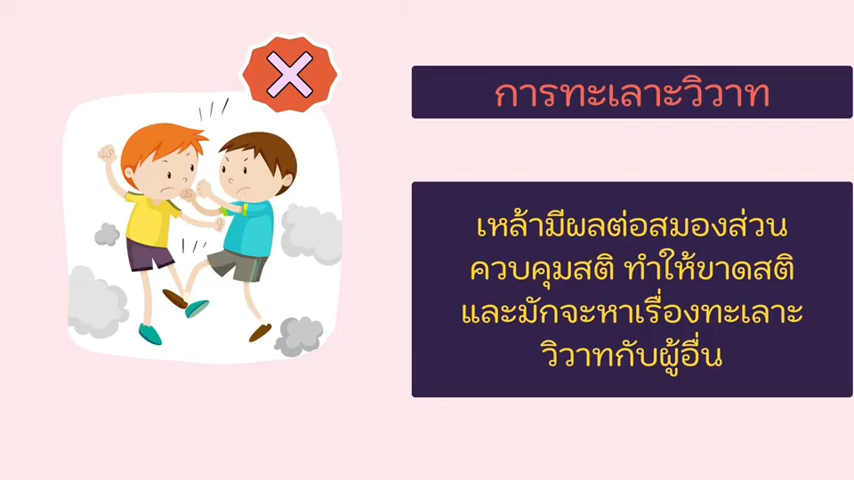 การทะเลาะวิวาท
เหล้ามีผลต่อสมองส่วน
ควบคุมสติ ทำให้ขาดสติ
และมักจะหาเรื่องทะเลาะ
วิวาทกับผู้อื่น